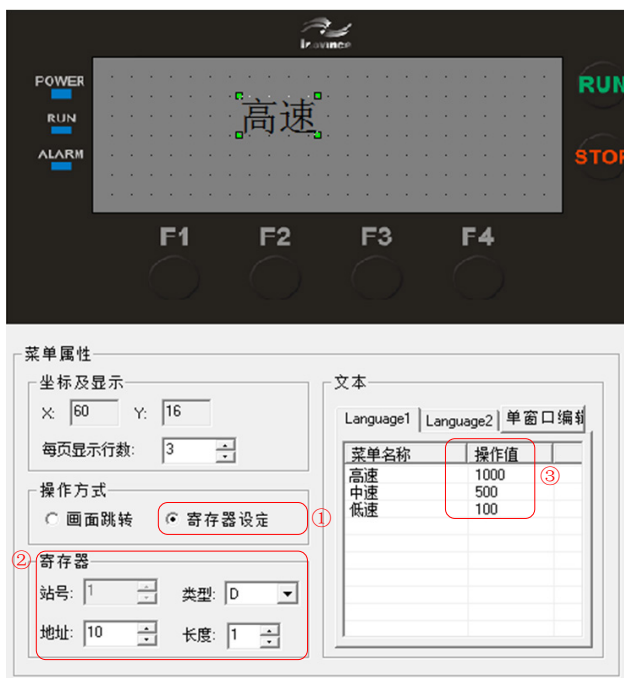 inovance
POWER
RUN
ALARM
高速
RUN
STOP
F1 F2 F3 F4
菜单属性
坐标及显示
X: 60 Y: 16
每页显示行数: 3
操作方式
画面跳转 寄存器设定 ①
② 寄存器
站号: 1 类型: D
地址: 10 长度: 1
文本
Language1 Language2 单窗口编辑
菜单名称 操作值
高速 1000 ③
中速 500
低速 100